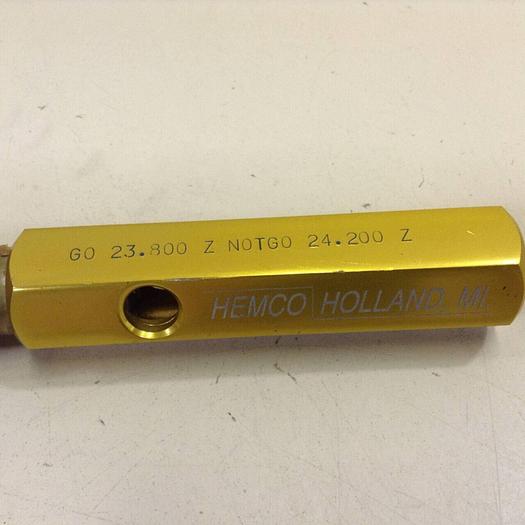 GO 23.800 Z NOTGO 24.200 Z
HEMCO HOLLAND, MI.